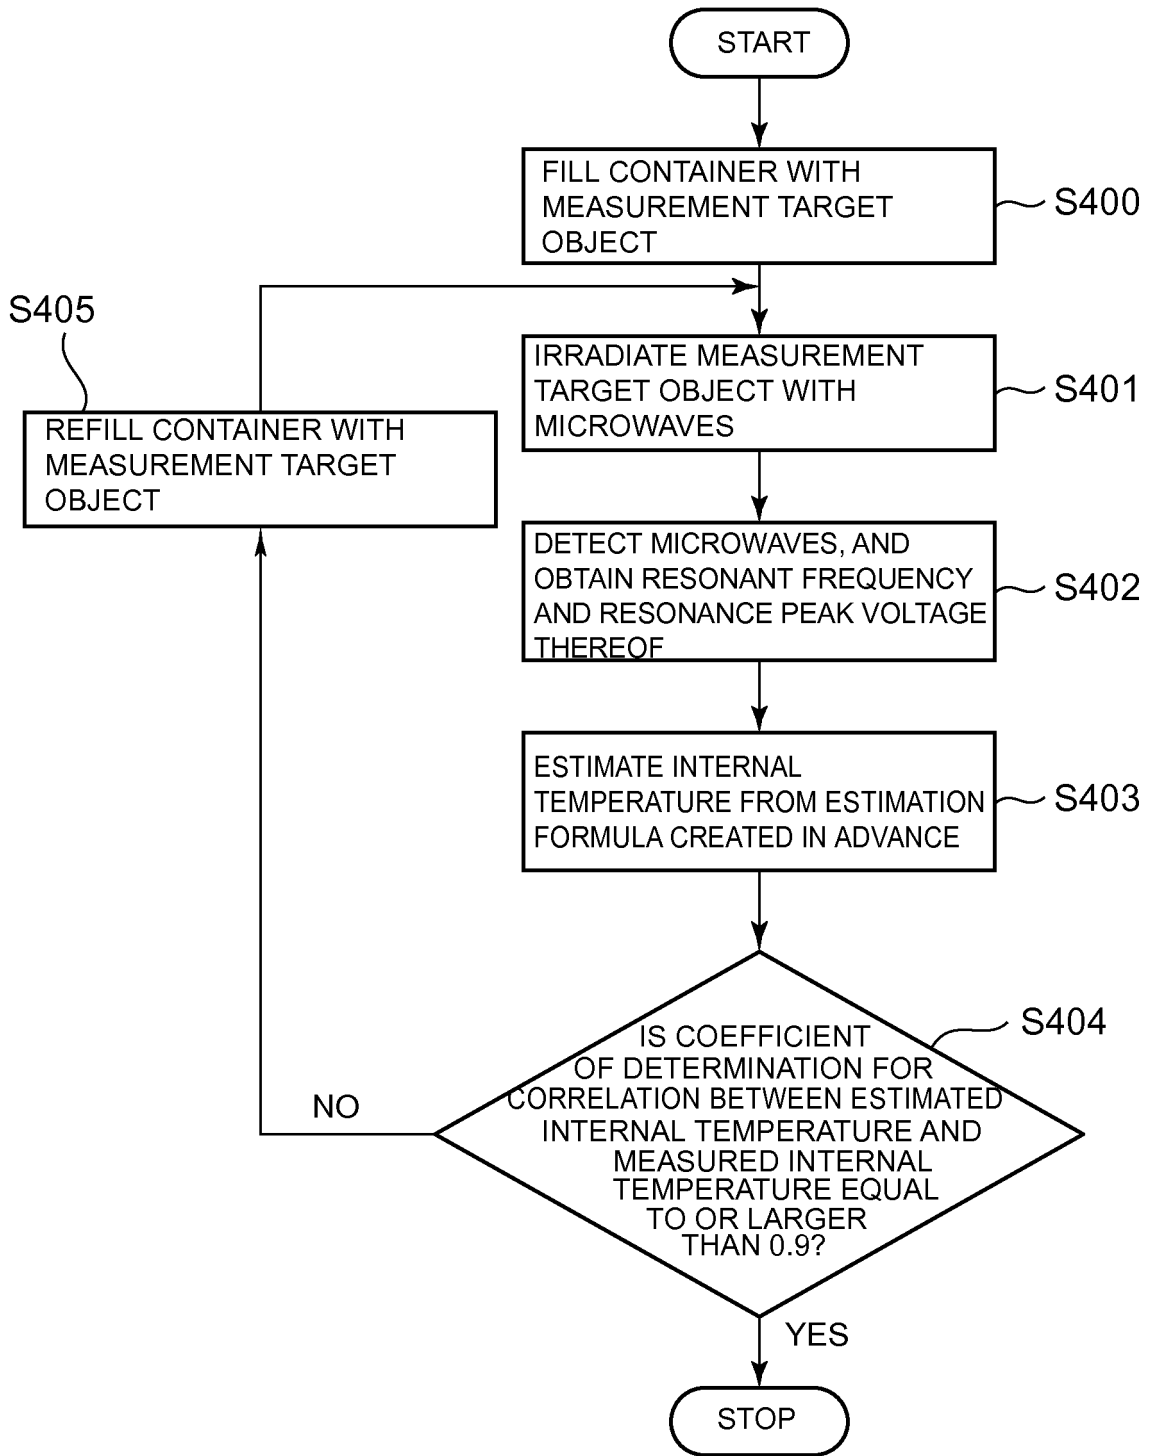 START
FILL CONTAINER WITH
MEASUREMENT TARGET
OBJECT
S400
S405
REFILL CONTAINER WITH
MEASUREMENT TARGET
OBJECT
IRRADIATE MEASUREMENT
TARGET OBJECT WITH
MICROWAVES
S401
DETECT MICROWAVES, AND
OBTAIN RESONANT FREQUENCY
AND RESONANCE PEAK VOLTAGE
THEREOF
S402
ESTIMATE INTERNAL
TEMPERATURE FROM ESTIMATION
FORMULA CREATED IN ADVANCE
S403
IS COEFFICIENT
OF DETERMINATION FOR
CORRELATION BETWEEN ESTIMATED
INTERNAL TEMPERATURE AND
MEASURED INTERNAL
TEMPERATURE EQUAL
TO OR LARGER
THAN 0.9?
S404
NO
YES
STOP